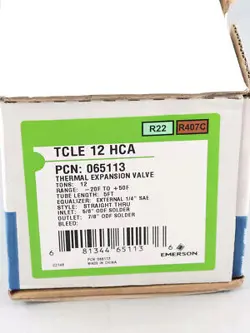 R22 R407C
TCLE 12 HCA
PCN: 065113
THERMAL EXPANSION VALVE
TONS: 12
RANGE: -20F TO +50F
TUBE LENGTH: 5FT
EQUALIZER: EXTERNAL 1/4" SAE
STYLE: STRAIGHT THRU
INLET: 5/8" ODF SOLDER
OUTLET: 7/8" ODF SOLDER
BLEED:
6 81344 65113 6
EMERSON
PCN 065113
MADE IN CHINA